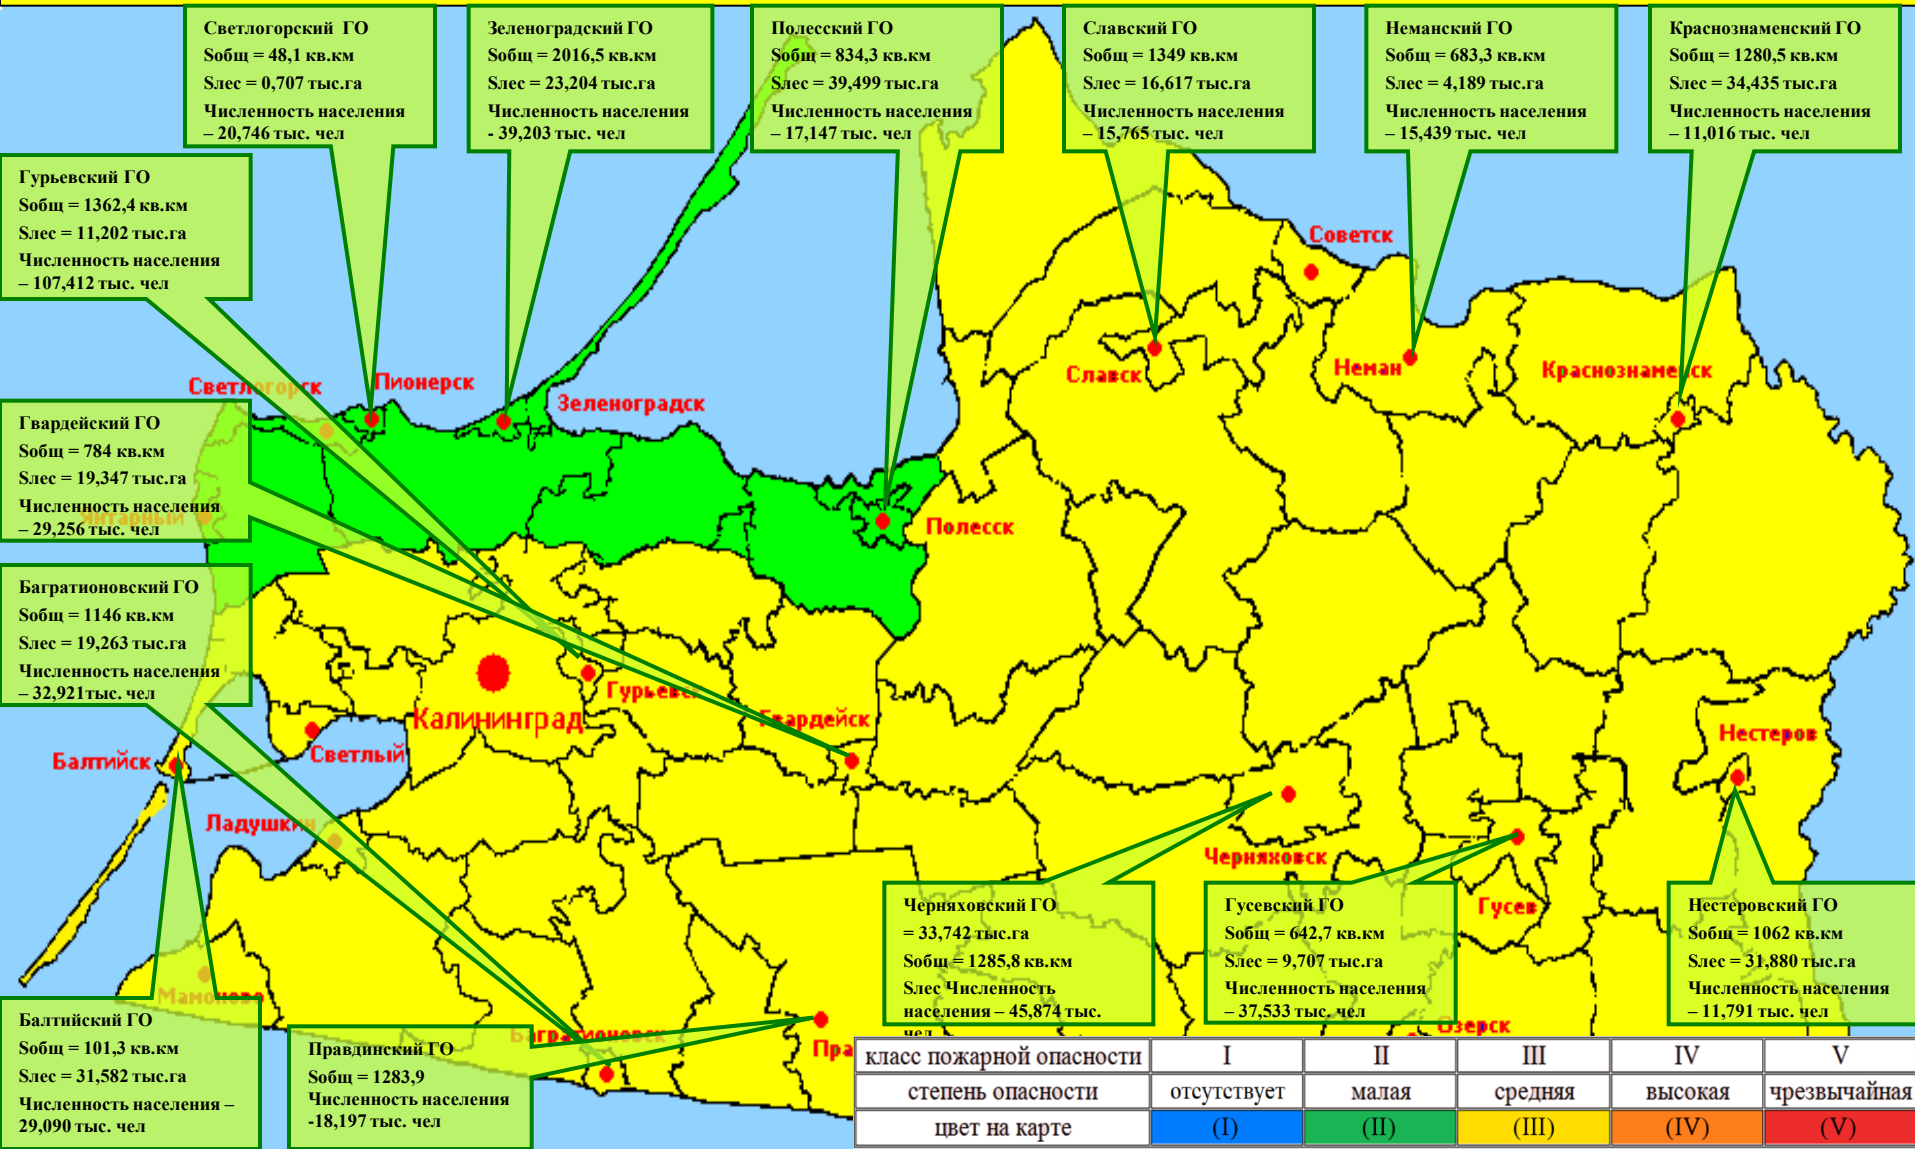 Светлогорский ГО
Sобщ = 48,1 кв.км
Sлес = 0,707 тыс.га
Численность населения
– 20,746 тыс. чел
Зеленоградский ГО
Sобщ = 2016,5 кв.км
Sлес = 23,204 тыс.га
Численность населения
- 39,203 тыс. чел
Полесский ГО
Sобщ = 834,3 кв.км
Sлес = 39,499 тыс.га
Численность населения
– 17,147 тыс. чел
Славский ГО
Sобщ = 1349 кв.км
Sлес = 16,617 тыс.га
Численность населения
– 15,765 тыс. чел
Неманский ГО
Sобщ = 683,3 кв.км
Sлес = 4,189 тыс.га
Численность населения
– 15,439 тыс. чел
Краснознаменский ГО
Sобщ = 1280,5 кв.км
Sлес = 34,435 тыс.га
Численность населения
– 11,016 тыс. чел
Гурьевский ГО
Sобщ = 1362,4 кв.км
Sлес = 11,202 тыс.га
Численность населения
– 107,412 тыс. чел
Советск
Светлогорск
Пионерск
Зеленоградск
Славск
Неман
Краснознаменск
Гвардейский ГО
Sобщ = 784 кв.км
Sлес = 19,347 тыс.га
Численность населения
– 29,256 тыс. чел
Янтарный
Полесск
Багратионовский ГО
Sобщ = 1146 кв.км
Sлес = 19,263 тыс.га
Численность населения
– 32,921тыс. чел
Гурьевск
Калининград
Гвардейск
Нестеров
Балтийск
Светлый
Ладушкин
Черняховск
Гусев
Черняховский ГО
= 33,742 тыс.га
Sобщ = 1285,8 кв.км
Sлес Численность
населения – 45,874 тыс.
чел
Гусевский ГО
Sобщ = 642,7 кв.км
Sлес = 9,707 тыс.га
Численность населения
– 37,533 тыс. чел
Нестеровский ГО
Sобщ = 1062 кв.км
Sлес = 31,880 тыс.га
Численность населения
– 11,791 тыс. чел
Мамоново
Багратионовск
Озерск
Пра
Балтийский ГО
Sобщ = 101,3 кв.км
Sлес = 31,582 тыс.га
Численность населения –
29,090 тыс. чел
Правдинский ГО
Sобщ = 1283,9
Численность населения
-18,197 тыс. чел
класс пожарной опасности I II III IV V
степень опасности отсутствует малая средняя высокая чрезвычайная
цвет на карте (I) (II) (III) (IV) (V)